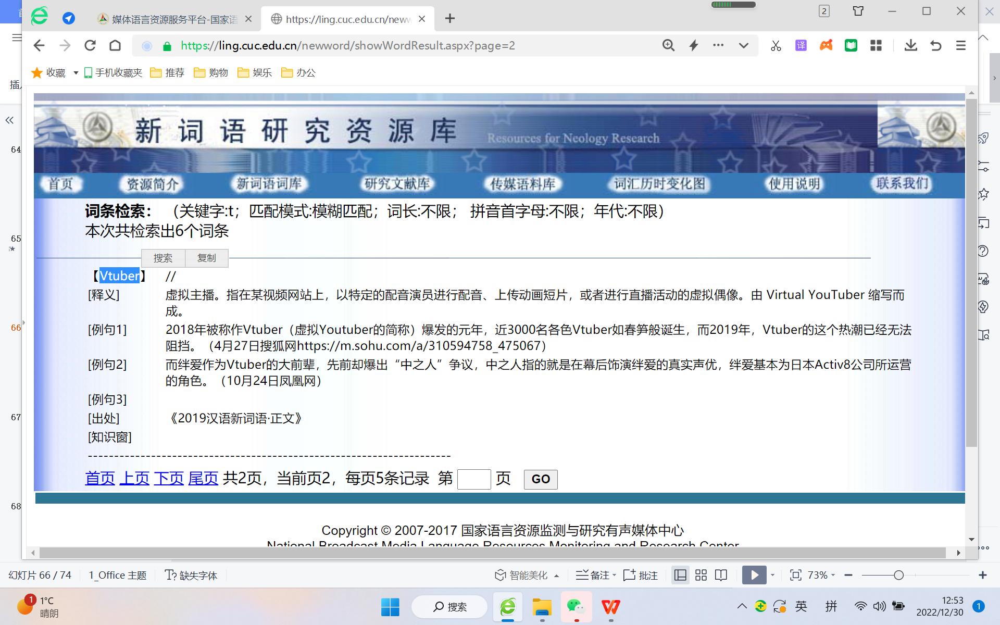 媒体语言资源服务平台-国家语
https://ling.cuc.edu.cn/neww
2
https://ling.cuc.edu.cn/newword/showWordResult.aspx?page=2
译
收藏
手机收藏夹
推荐
购物
娱乐
办公
新词语研究资源库
Resources for Neology Research
首页
资源简介
新词语词库
研究文献库
传媒语料库
词汇历时变化图
使用说明
联系我们
词条检索： （关键字:t；匹配模式:模糊匹配；词长:不限； 拼音首字母:不限；年代:不限）
本次共检索出6个词条
搜索 复制
【Vtuber】 //
[释义] 虚拟主播。指在某视频网站上，以特定的配音演员进行配音、上传动画短片，或者进行直播活动的虚拟偶像。由 Virtual YouTuber 缩写而
成。
[例句1] 2018年被称作Vtuber（虚拟Youtuber的简称）爆发的元年，近3000名各色Vtuber如春笋般诞生，而2019年，Vtuber的这个热潮已经无法
阻挡。（4月27日搜狐网https://m.sohu.com/a/310594758_475067）
[例句2] 而绊爱作为Vtuber的大前辈，先前却爆出“中之人”争议，中之人指的就是在幕后饰演绊爱的真实声优，绊爱基本为日本Activ8公司所运营
的角色。（10月24日凤凰网）
[例句3]
[出处] 《2019汉语新词语·正文》
[知识窗]
---------------------------------------------------------------------
首页 上页 下页 尾页 共2页，当前页2，每页5条记录 第 页 GO
Copyright © 2007-2017 国家语言资源监测与研究有声媒体中心
National Broadcast Media Language Resources Monitoring and Research Center
插
64
65
66
67
68
幻灯片 66 / 74
1_Office 主题
缺失字体
智能美化
备注
批注
73%
1
1°C
晴朗
搜索
英
拼
12:53
2022/12/30
1